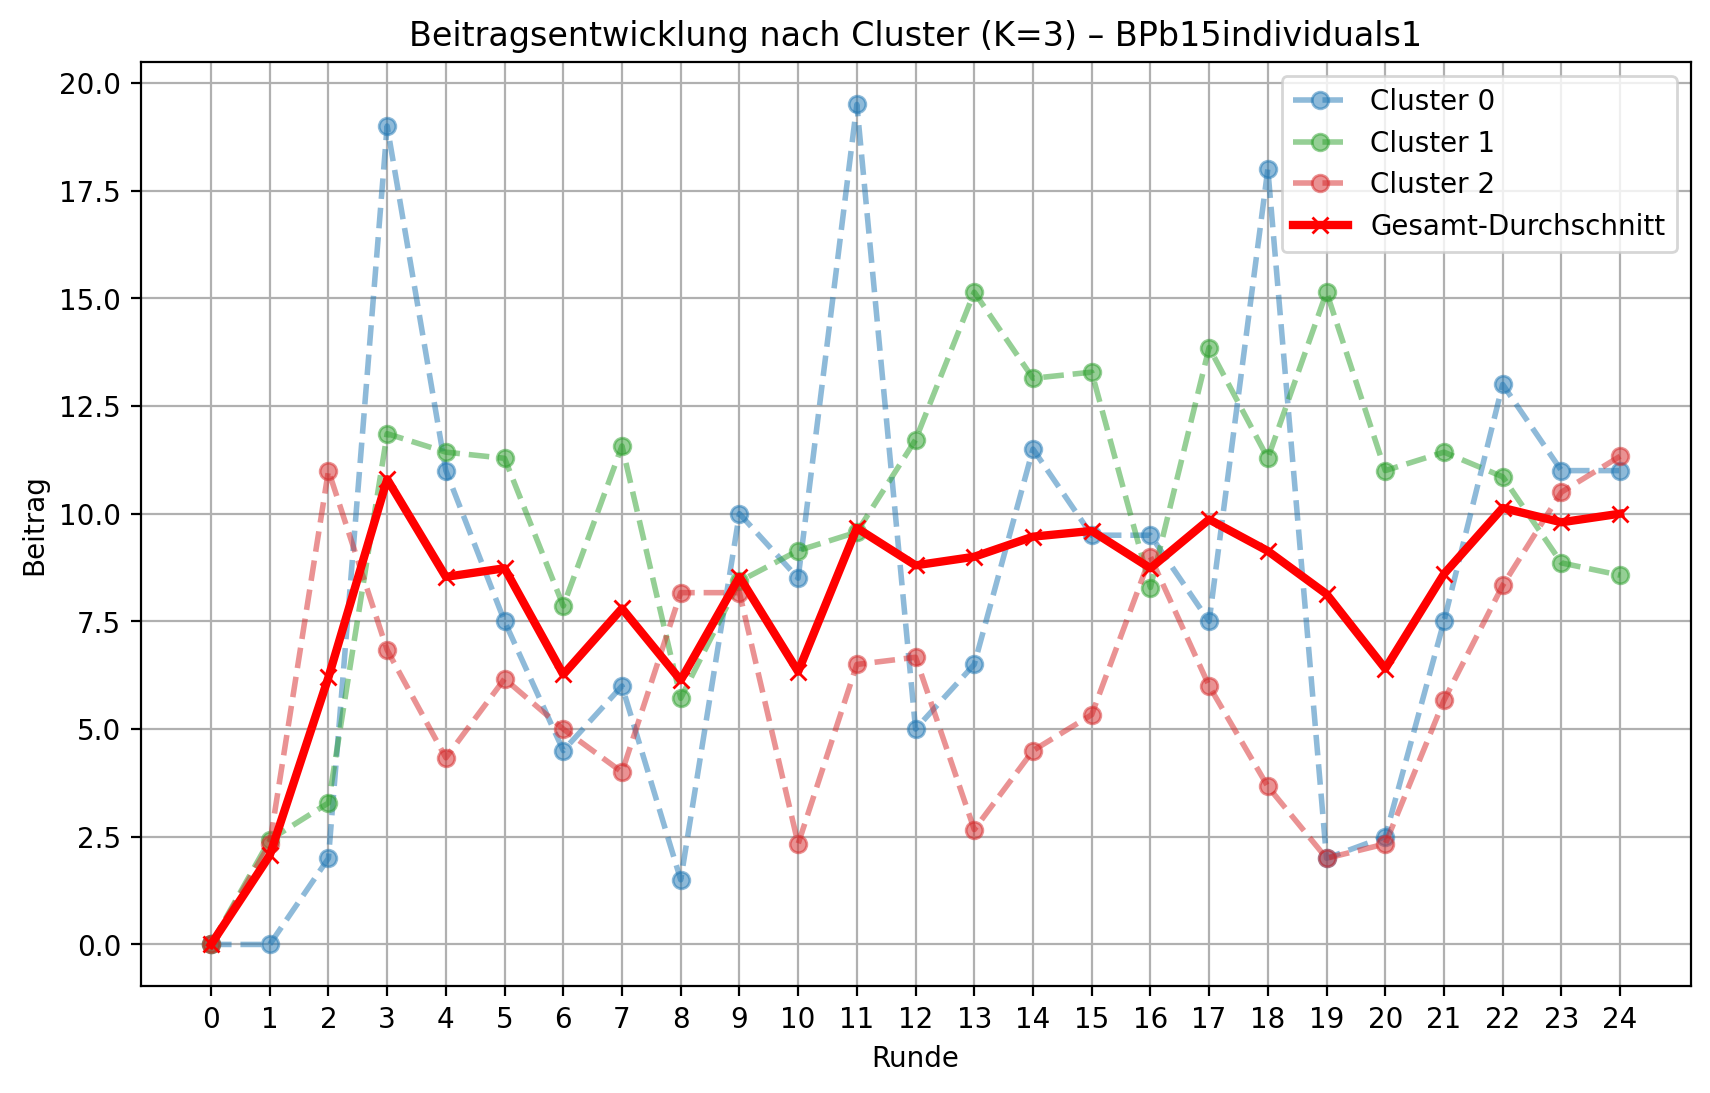 Beitragsentwicklung nach Cluster (K=3) – BPb15individuals1
Beitrag
20.0
17.5
15.0
12.5
10.0
7.5
5.0
2.5
0.0
Cluster 0
Cluster 1
Cluster 2
Gesamt-Durchschnitt
0 1 2 3 4 5 6 7 8 9 10 11 12 13 14 15 16 17 18 19 20 21 22 23 24
Runde